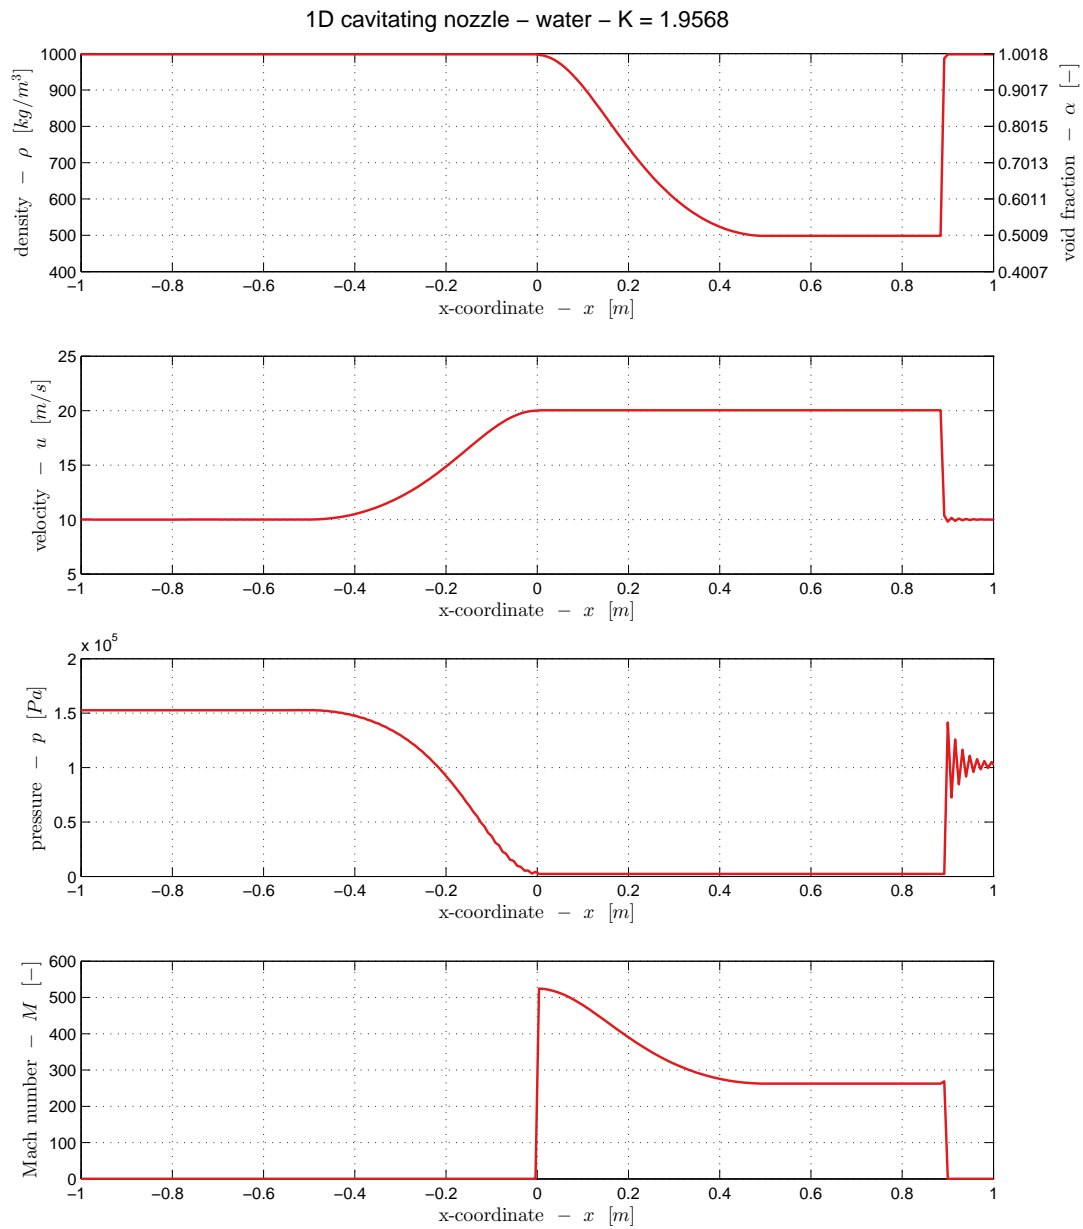 1D cavitating nozzle − water − K = 1.9568
density − ρ [kg/m³]
1000
900
800
700
600
500
400
1.0018
0.9017
0.8015
0.7013
0.6011
0.5009
0.4007
void fraction − α [−]
−1 −0.8 −0.6 −0.4 −0.2 0 0.2 0.4 0.6 0.8 1
x-coordinate − x [m]
velocity − u [m/s]
25
20
15
10
5
−1 −0.8 −0.6 −0.4 −0.2 0 0.2 0.4 0.6 0.8 1
x-coordinate − x [m]
x 10⁵
pressure − p [Pa]
2
1.5
1
0.5
0
−1 −0.8 −0.6 −0.4 −0.2 0 0.2 0.4 0.6 0.8 1
x-coordinate − x [m]
Mach number − M [−]
600
500
400
300
200
100
0
−1 −0.8 −0.6 −0.4 −0.2 0 0.2 0.4 0.6 0.8 1
x-coordinate − x [m]